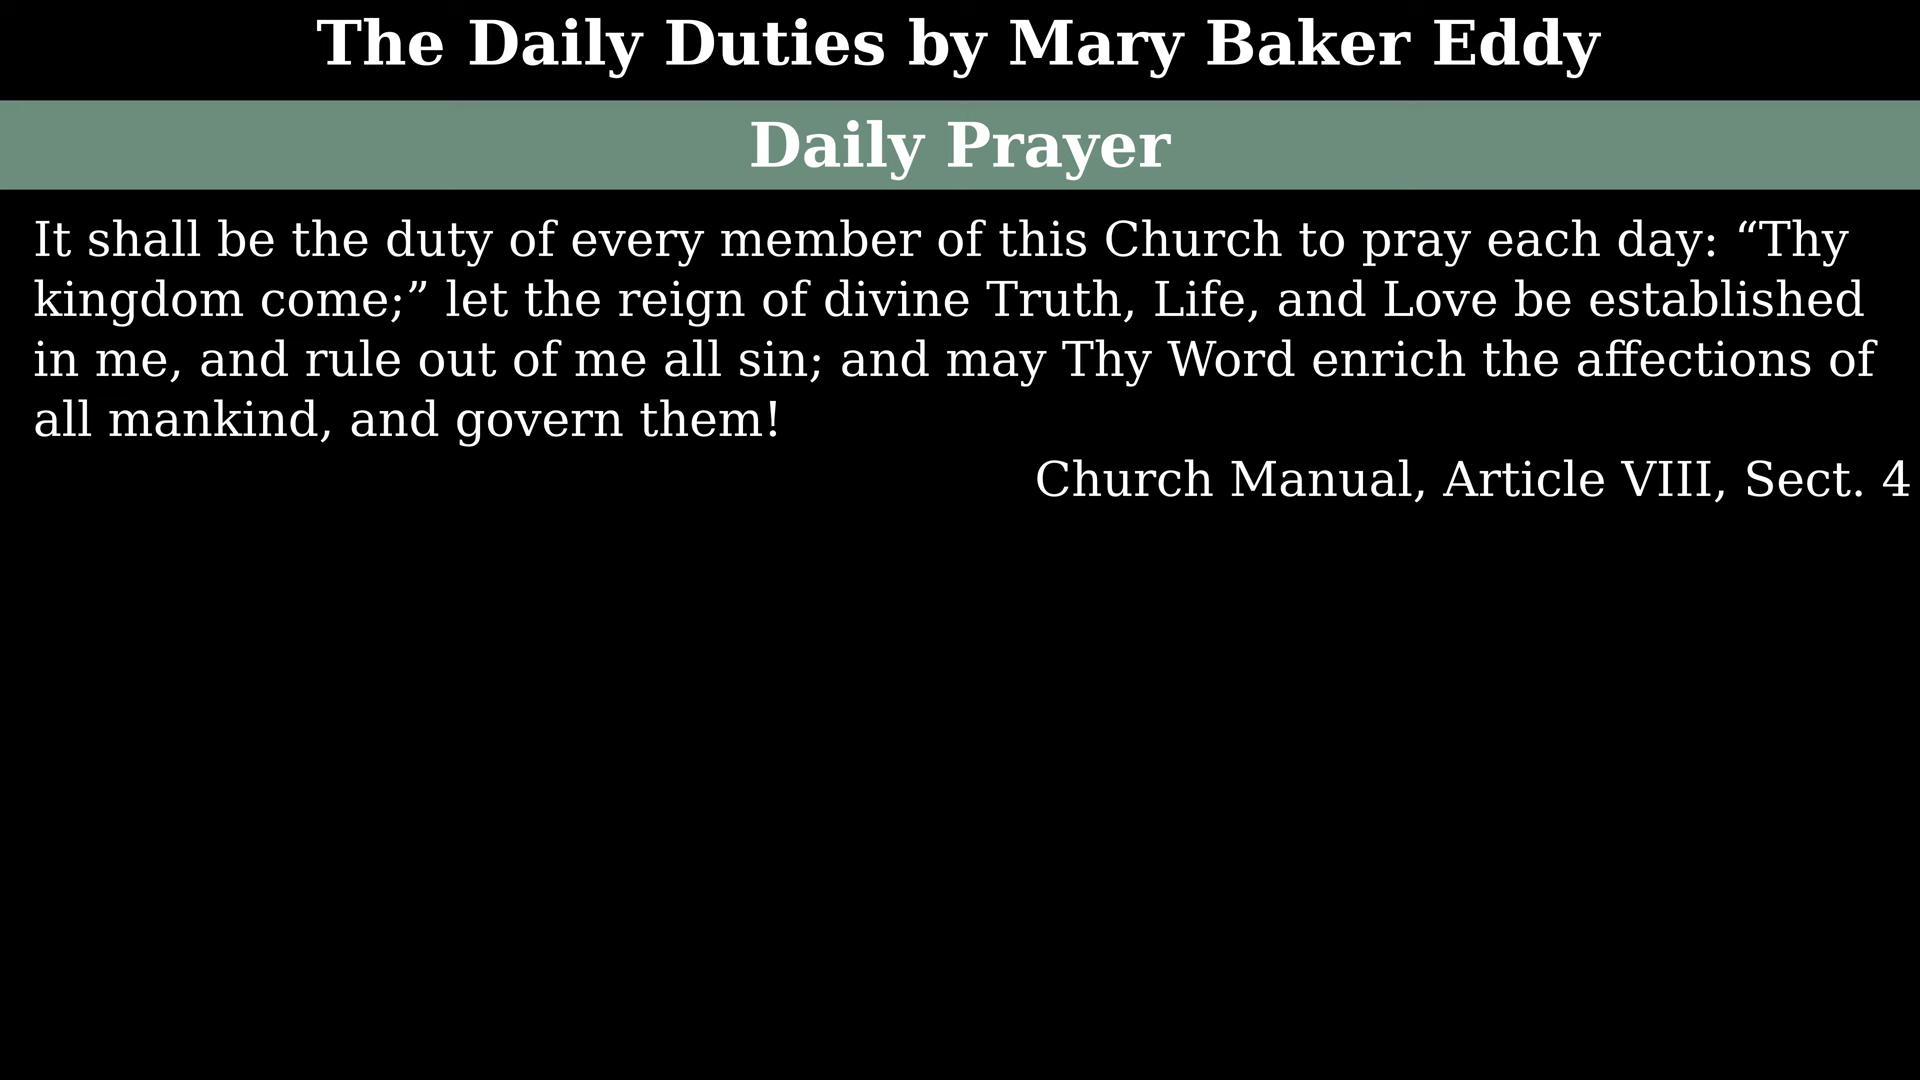 The Daily Duties by Mary Baker Eddy
Daily Prayer
It shall be the duty of every member of this Church to pray each day: “Thy
kingdom come;” let the reign of divine Truth, Life, and Love be established
in me, and rule out of me all sin; and may Thy Word enrich the affections of
all mankind, and govern them!
Church Manual, Article VIII, Sect. 4